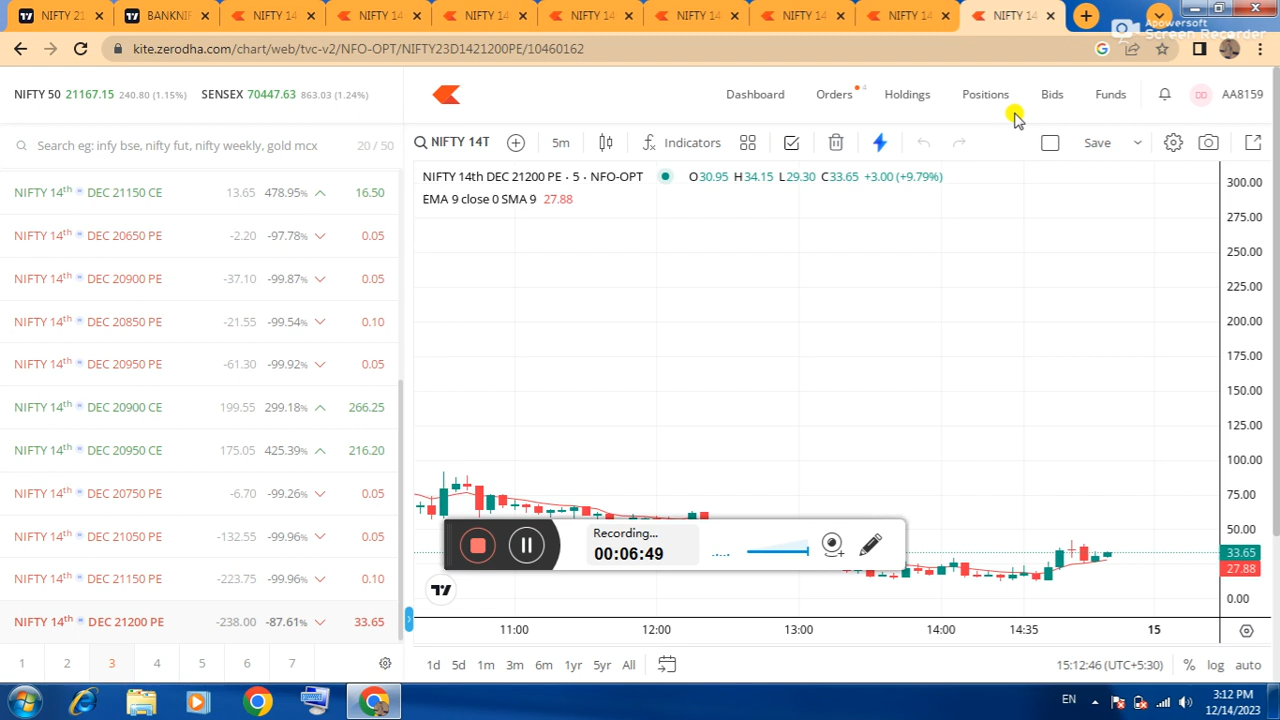 NIFTY 21
BANKNIF
NIFTY 14
NIFTY 14
NIFTY 14
NIFTY 14
NIFTY 14
NIFTY 14
NIFTY 14
NIFTY 14
Apowersoft
Screen Recorder
kite.zerodha.com/chart/web/tvc-v2/NFO-OPT/NIFTY23D1421200PE/10460162
NIFTY 50 21167.15 240.80 (1.15%) SENSEX 70447.63 863.03 (1.24%)
Dashboard Orders Holdings Positions Bids Funds DD AA8159
Search eg: infy bse, nifty fut, nifty weekly, gold mcx 20 / 50
NIFTY 14T 5m Indicators Save
NIFTY 14th DEC 21200 PE · 5 · NFO-OPT O30.95 H34.15 L29.30 C33.65 +3.00 (+9.79%)
EMA 9 close 0 SMA 9 27.88
NIFTY 14th w DEC 21150 CE 13.65 478.95% 16.50
NIFTY 14th w DEC 20650 PE -2.20 -97.78% 0.05
NIFTY 14th w DEC 20900 PE -37.10 -99.87% 0.05
NIFTY 14th w DEC 20850 PE -21.55 -99.54% 0.10
NIFTY 14th w DEC 20950 PE -61.30 -99.92% 0.05
NIFTY 14th w DEC 20900 CE 199.55 299.18% 266.25
NIFTY 14th w DEC 20950 CE 175.05 425.39% 216.20
NIFTY 14th w DEC 20750 PE -6.70 -99.26% 0.05
NIFTY 14th w DEC 21050 PE -132.55 -99.96% 0.05
NIFTY 14th w DEC 21150 PE -223.75 -99.96% 0.10
NIFTY 14th w DEC 21200 PE -238.00 -87.61% 33.65
1 2 3 4 5 6 7
300.00
275.00
250.00
225.00
200.00
175.00
150.00
125.00
100.00
75.00
50.00
33.65
27.88
0.00
Recording...
00:06:49
11:00 12:00 13:00 14:00 14:35 15
1d 5d 1m 3m 6m 1yr 5yr All 15:12:46 (UTC+5:30) % log auto
EN
3:12 PM
12/14/2023